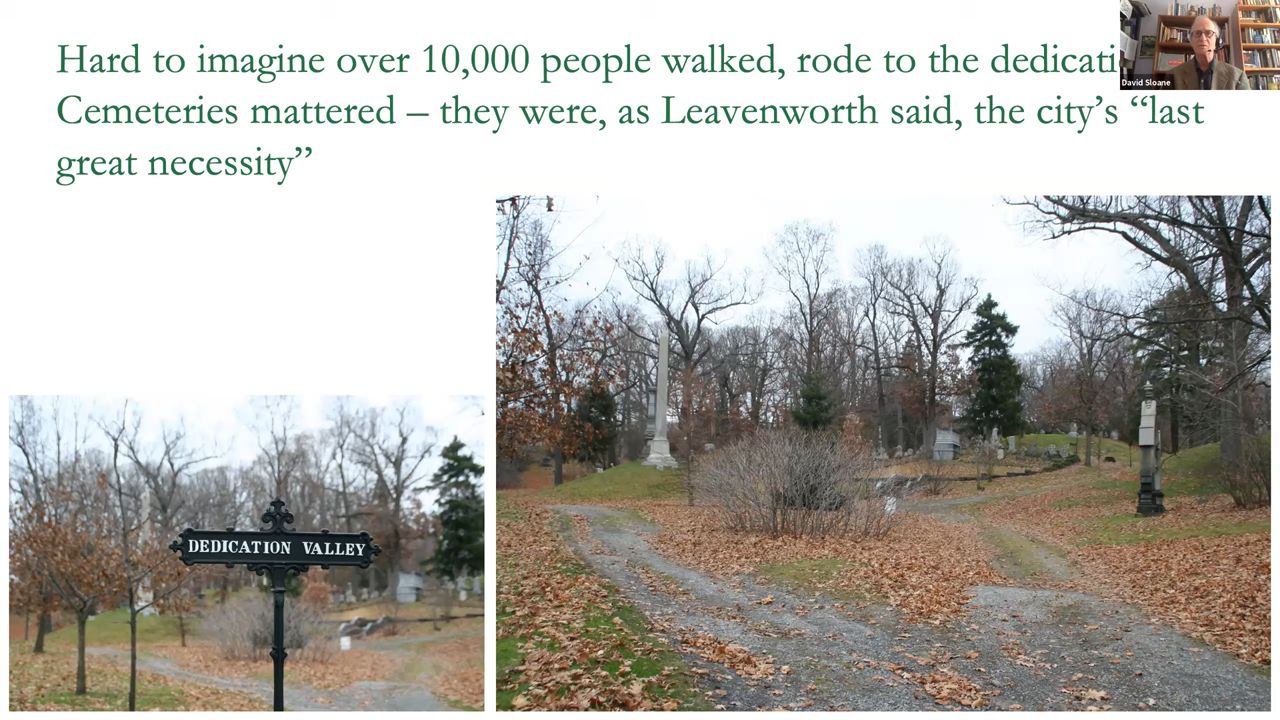 Hard to imagine over 10,000 people walked, rode to the
Cemeteries mattered – they were, as Leavenworth said, the city’s “last
great necessity”
David Sloane
DEDICATION VALLEY